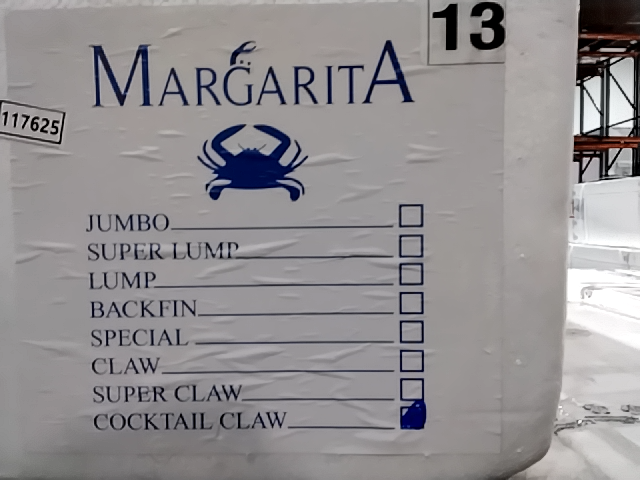 13
MARGARITA
117625
JUMBO
SUPER LUMP
LUMP
BACKFIN
SPECIAL
CLAW
SUPER CLAW
COCKTAIL CLAW